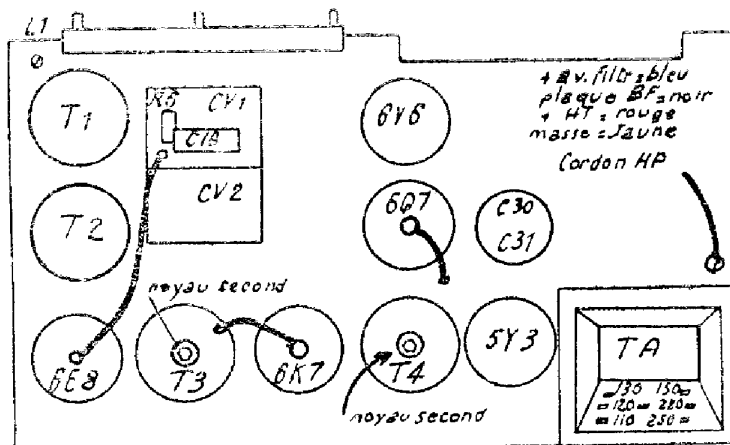 L1
T1
CV1
C18
CV2
T2
6V6
+ av. filtr = bleu
plaque BF = noir
+ HT = rouge
masse = Jaune
Cordon HP
6Q7
C30
C31
noyau second
6E8
T3
6K7
T4
noyau second
5Y3
TA
130 150
120 220
110 250